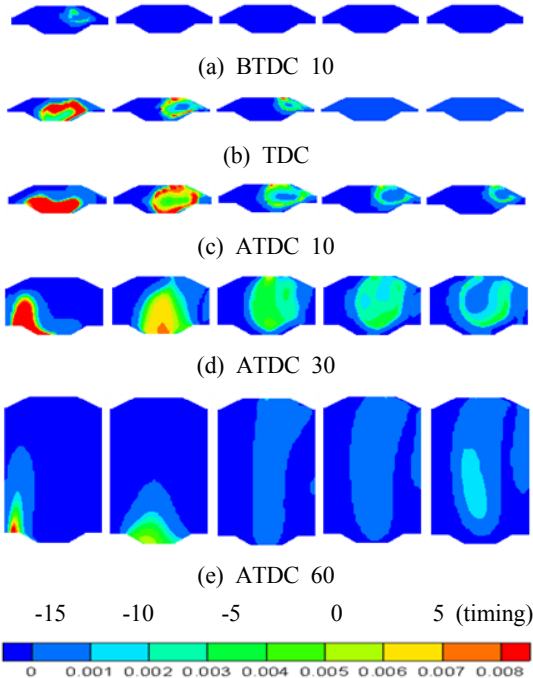 (a) BTDC 10
(b) TDC
(c) ATDC 10
(d) ATDC 30
(e) ATDC 60
-15 -10 -5 0 5 (timing)
0 0.001 0.002 0.003 0.004 0.005 0.006 0.007 0.008